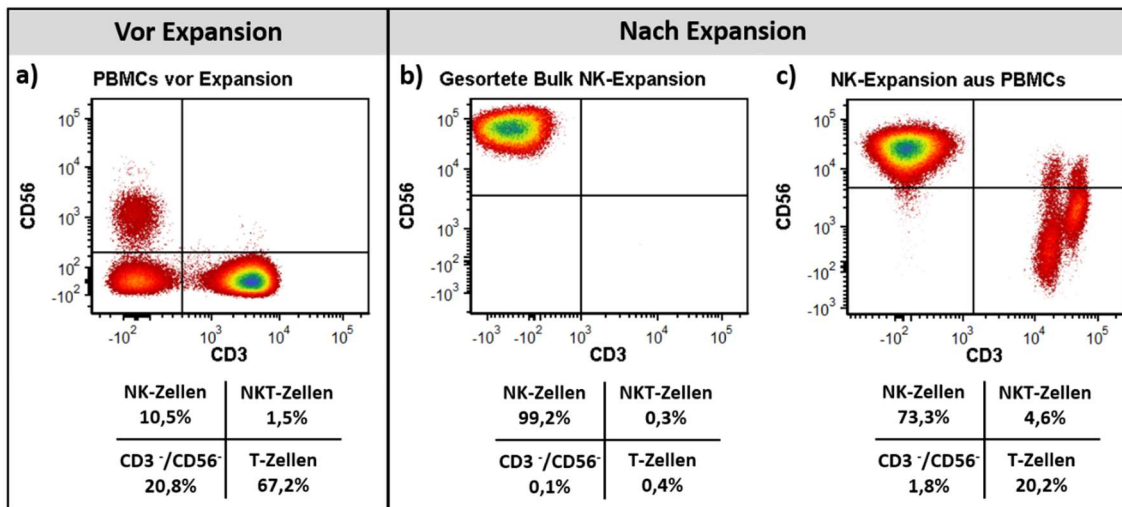 Vor Expansion
Nach Expansion
a)
PBMCs vor Expansion
b)
Gesortete Bulk NK-Expansion
c)
NK-Expansion aus PBMCs
CD56
10⁵
10⁴
10³
10²
-10²
-10² 10³ 10⁴ 10⁵
CD3
CD56
10⁵
10⁴
10³
10²
-10²
-10³
-10³ -10² 10³ 10⁴ 10⁵
CD3
CD56
10⁵
10⁴
10³
10²
-10²
-10³
-10² 10³ 10⁴ 10⁵
CD3
NK-Zellen NKT-Zellen
10,5% 1,5%
CD3 ⁻/CD56⁻ T-Zellen
20,8% 67,2%
NK-Zellen NKT-Zellen
99,2% 0,3%
CD3 ⁻/CD56⁻ T-Zellen
0,1% 0,4%
NK-Zellen NKT-Zellen
73,3% 4,6%
CD3 ⁻/CD56⁻ T-Zellen
1,8% 20,2%